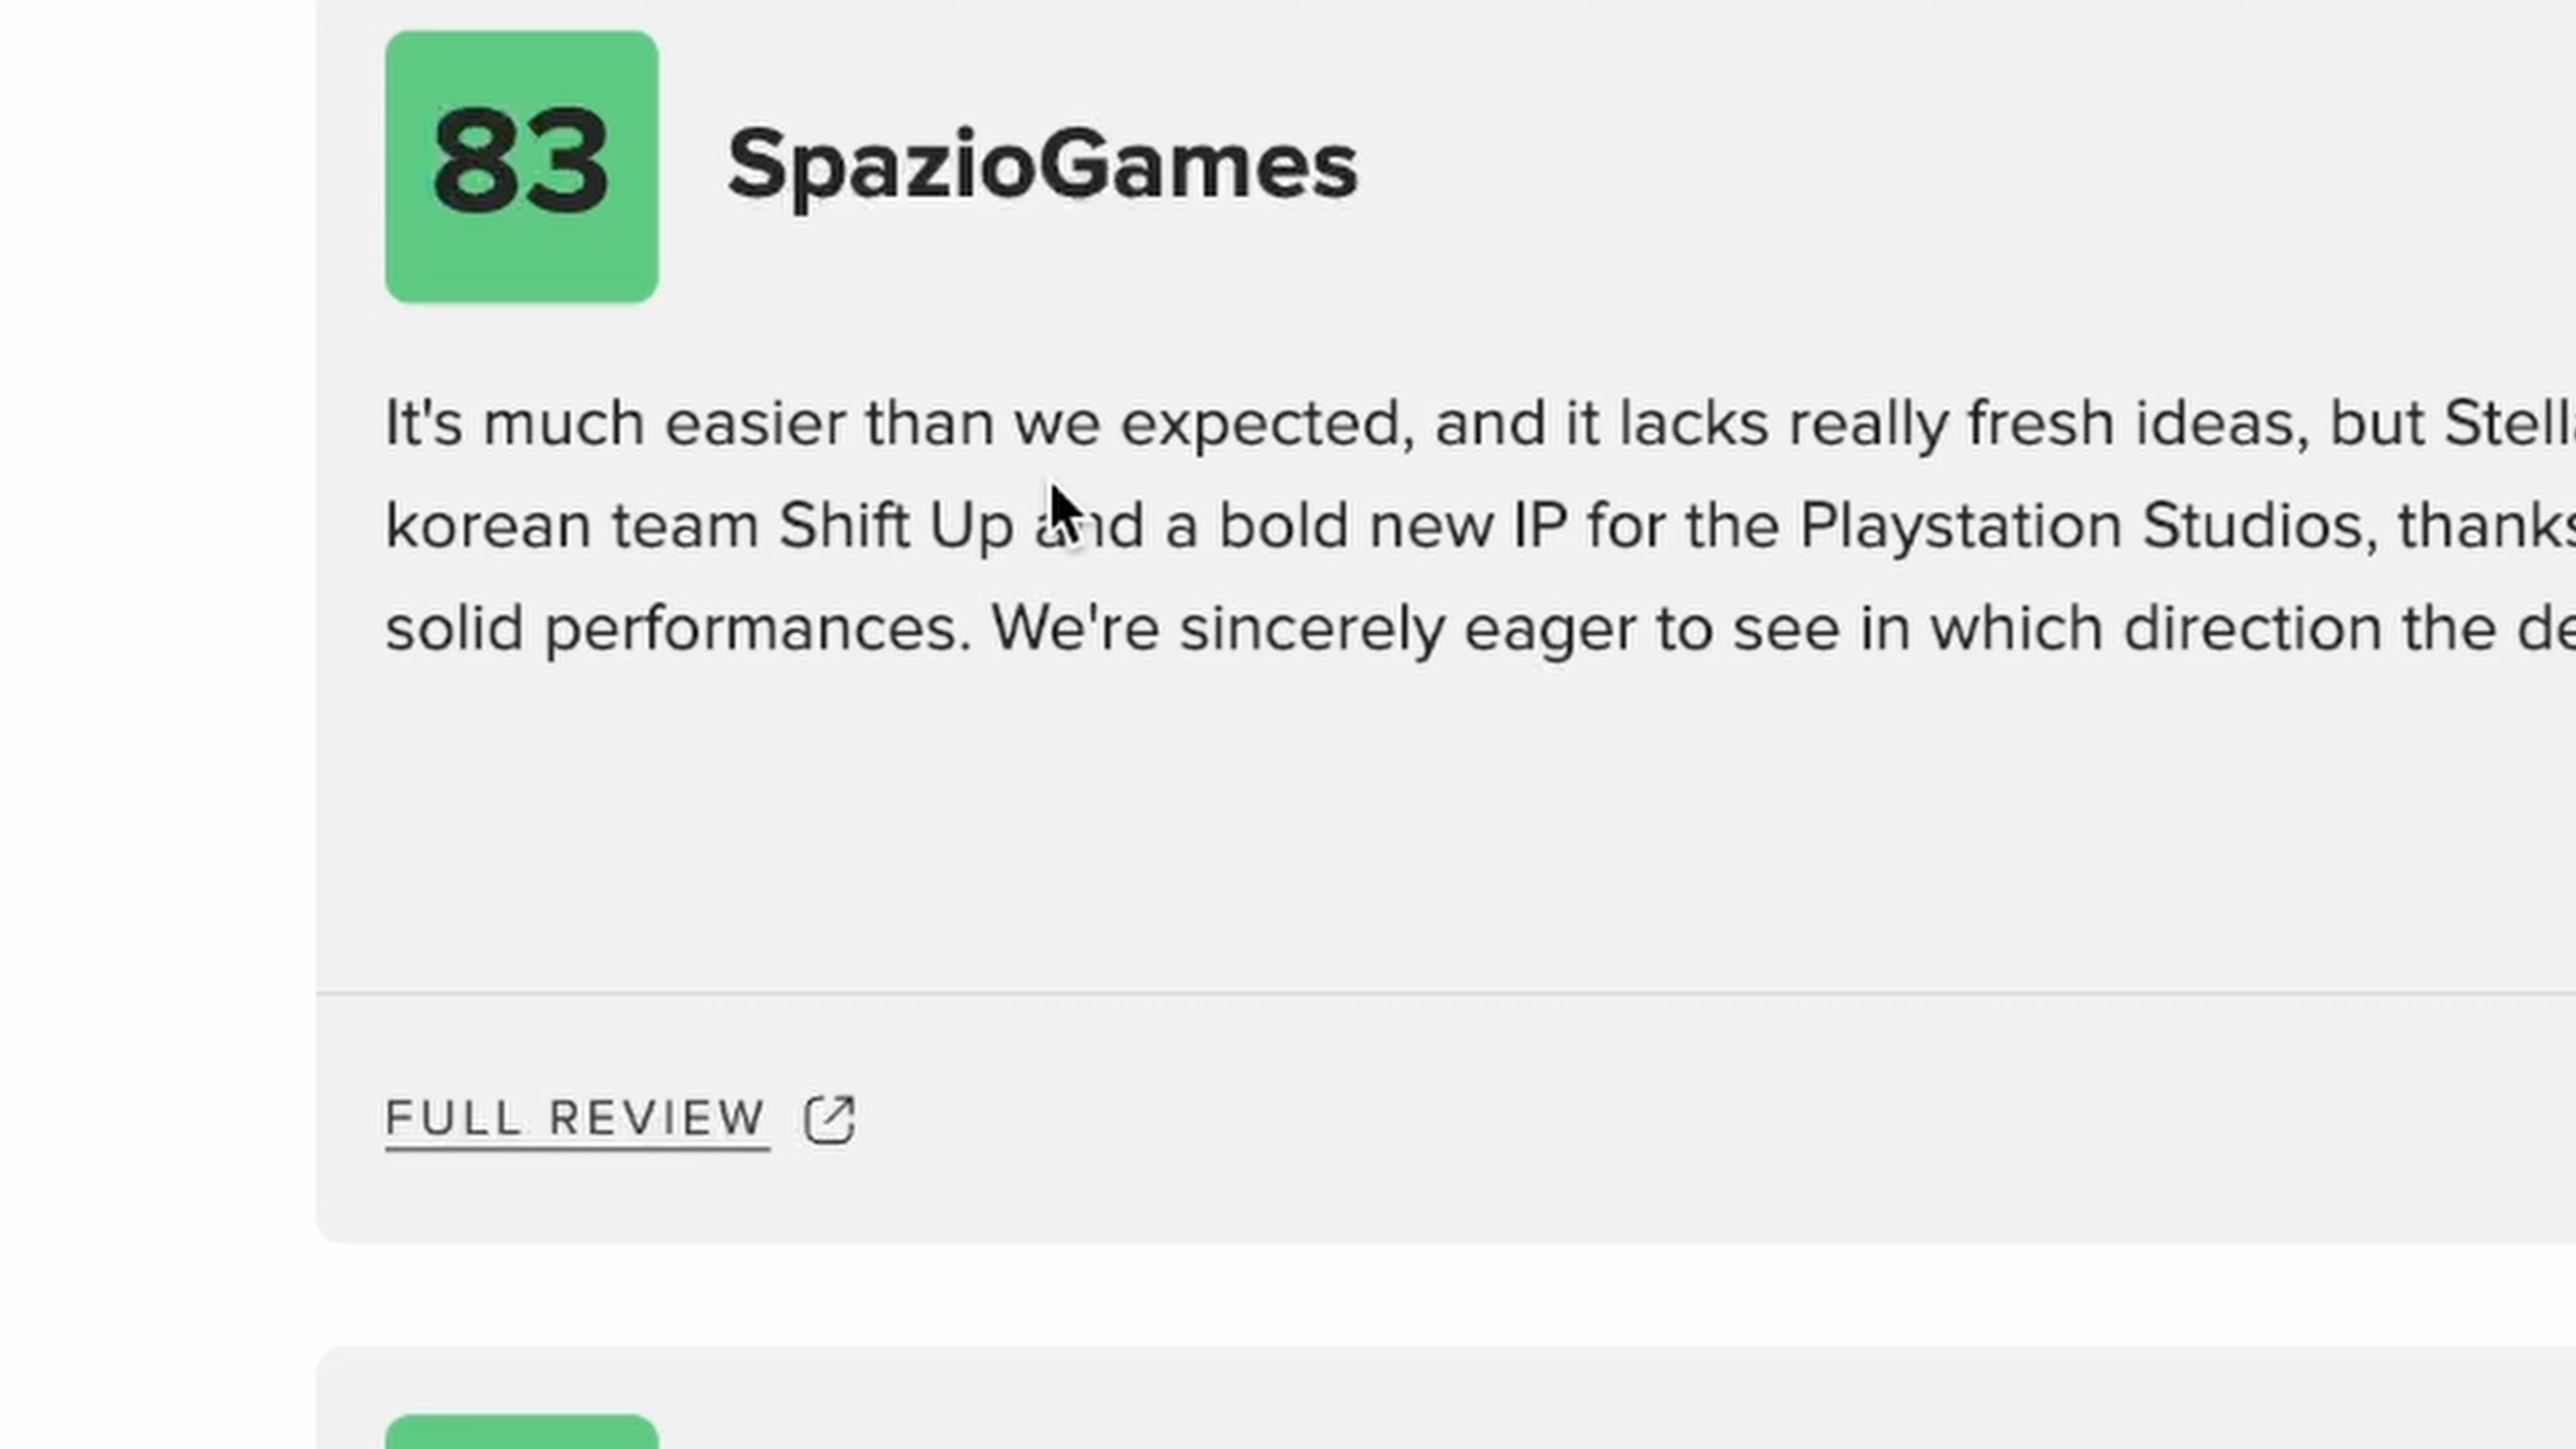 83
SpazioGames
It's much easier than we expected, and it lacks really fresh ideas, but
korean team Shift Up and a bold new IP for the Playstation Studios, thanks
solid performances. We're sincerely eager to see in which direction the
FULL REVIEW